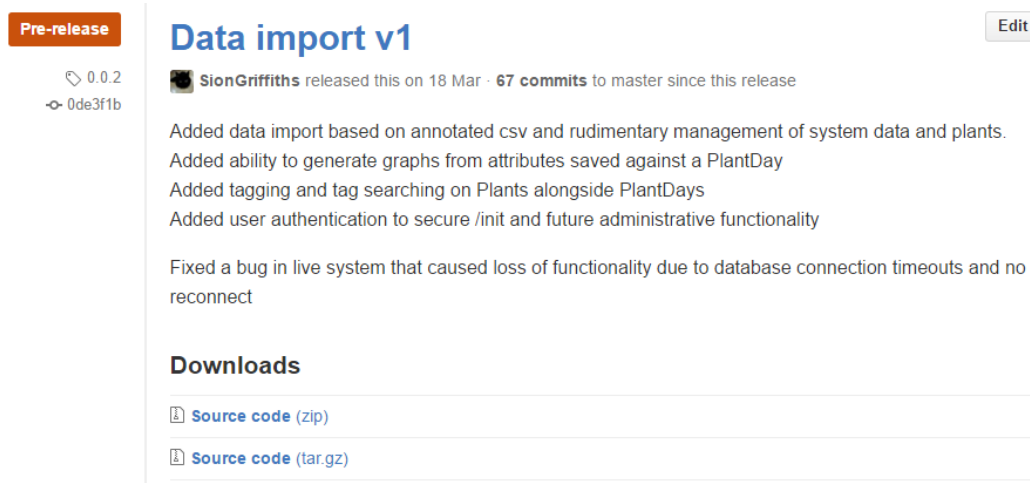 Pre-release
Data import v1
Edit
0.0.2
SionGriffiths released this on 18 Mar · 67 commits to master since this release
0de3f1b
Added data import based on annotated csv and rudimentary management of system data and plants.
Added ability to generate graphs from attributes saved against a PlantDay
Added tagging and tag searching on Plants alongside PlantDays
Added user authentication to secure /init and future administrative functionality
Fixed a bug in live system that caused loss of functionality due to database connection timeouts and no
reconnect
Downloads
Source code (zip)
Source code (tar.gz)